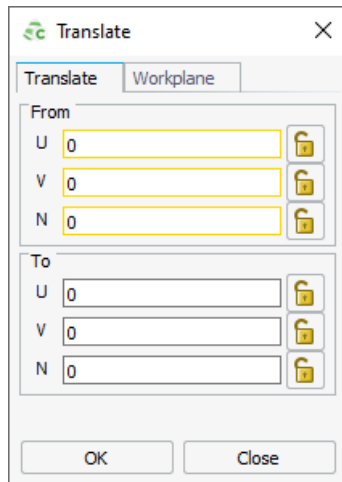 Translate
Translate Workplane
From
U 0
V 0
N 0
To
U 0
V 0
N 0
OK Close